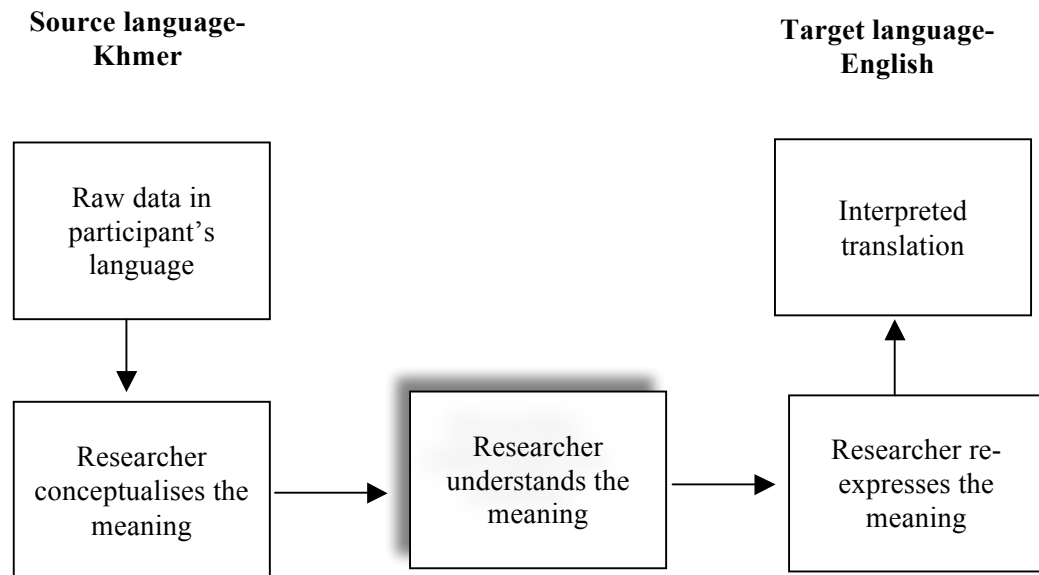 Source language-
Khmer
Target language-
English
Raw data in
participant’s
language
Interpreted
translation
Researcher
conceptualises the
meaning
Researcher
understands the
meaning
Researcher re-
expresses the
meaning